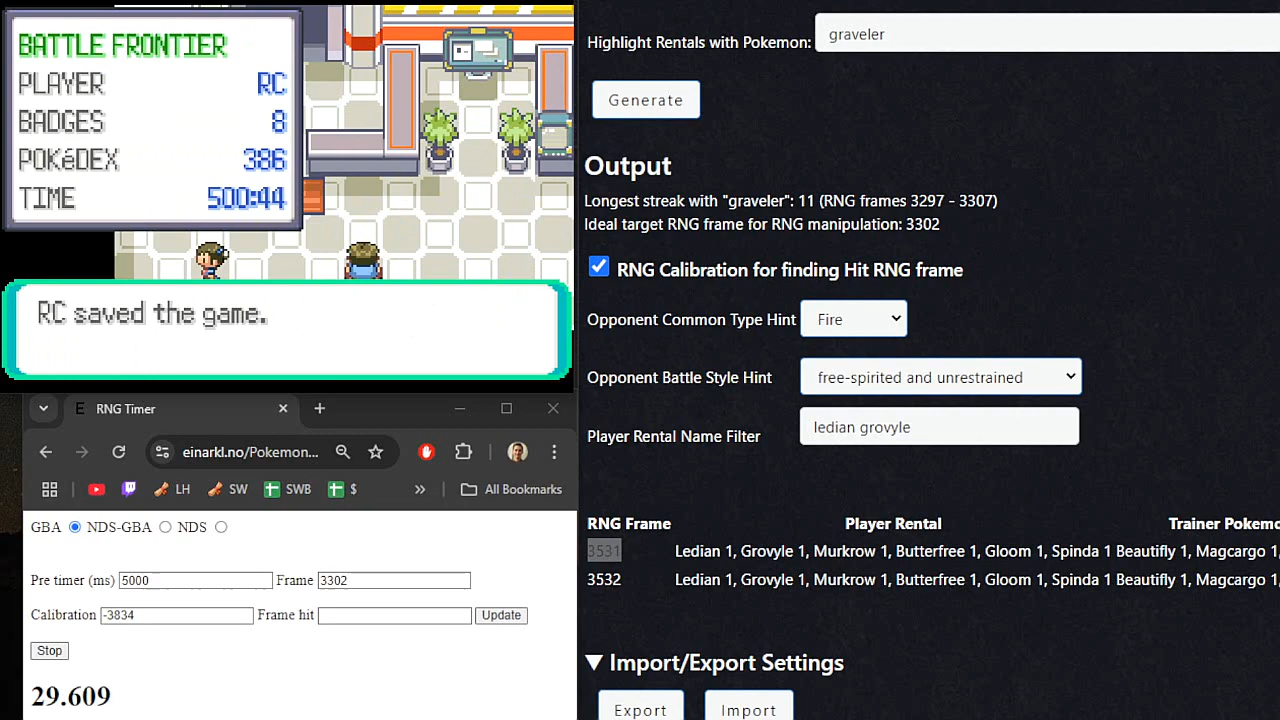 BATTLE FRONTIER
PLAYER RC
BADGES 8
POKéDEX 386
TIME 500:44
RC saved the game.
RNG Timer
einarkl.no/Pokemon...
LH
SW
SWB
$
»
All Bookmarks
GBA NDS-GBA NDS
Pre timer (ms) 5000 Frame 3302
Calibration -3834 Frame hit Update
Stop
29.609
Highlight Rentals with Pokemon: graveler
Generate
Output
Longest streak with "graveler": 11 (RNG frames 3297 - 3307)
Ideal target RNG frame for RNG manipulation: 3302
RNG Calibration for finding Hit RNG frame
Opponent Common Type Hint Fire
Opponent Battle Style Hint free-spirited and unrestrained
Player Rental Name Filter ledian grovyle
RNG Frame Player Rental Trainer Pokemo
3531 Ledian 1, Grovyle 1, Murkrow 1, Butterfree 1, Gloom 1, Spinda 1 Beautifly 1, Magcargo 1,
3532 Ledian 1, Grovyle 1, Murkrow 1, Butterfree 1, Gloom 1, Spinda 1 Beautifly 1, Magcargo 1,
▼ Import/Export Settings
Export Import